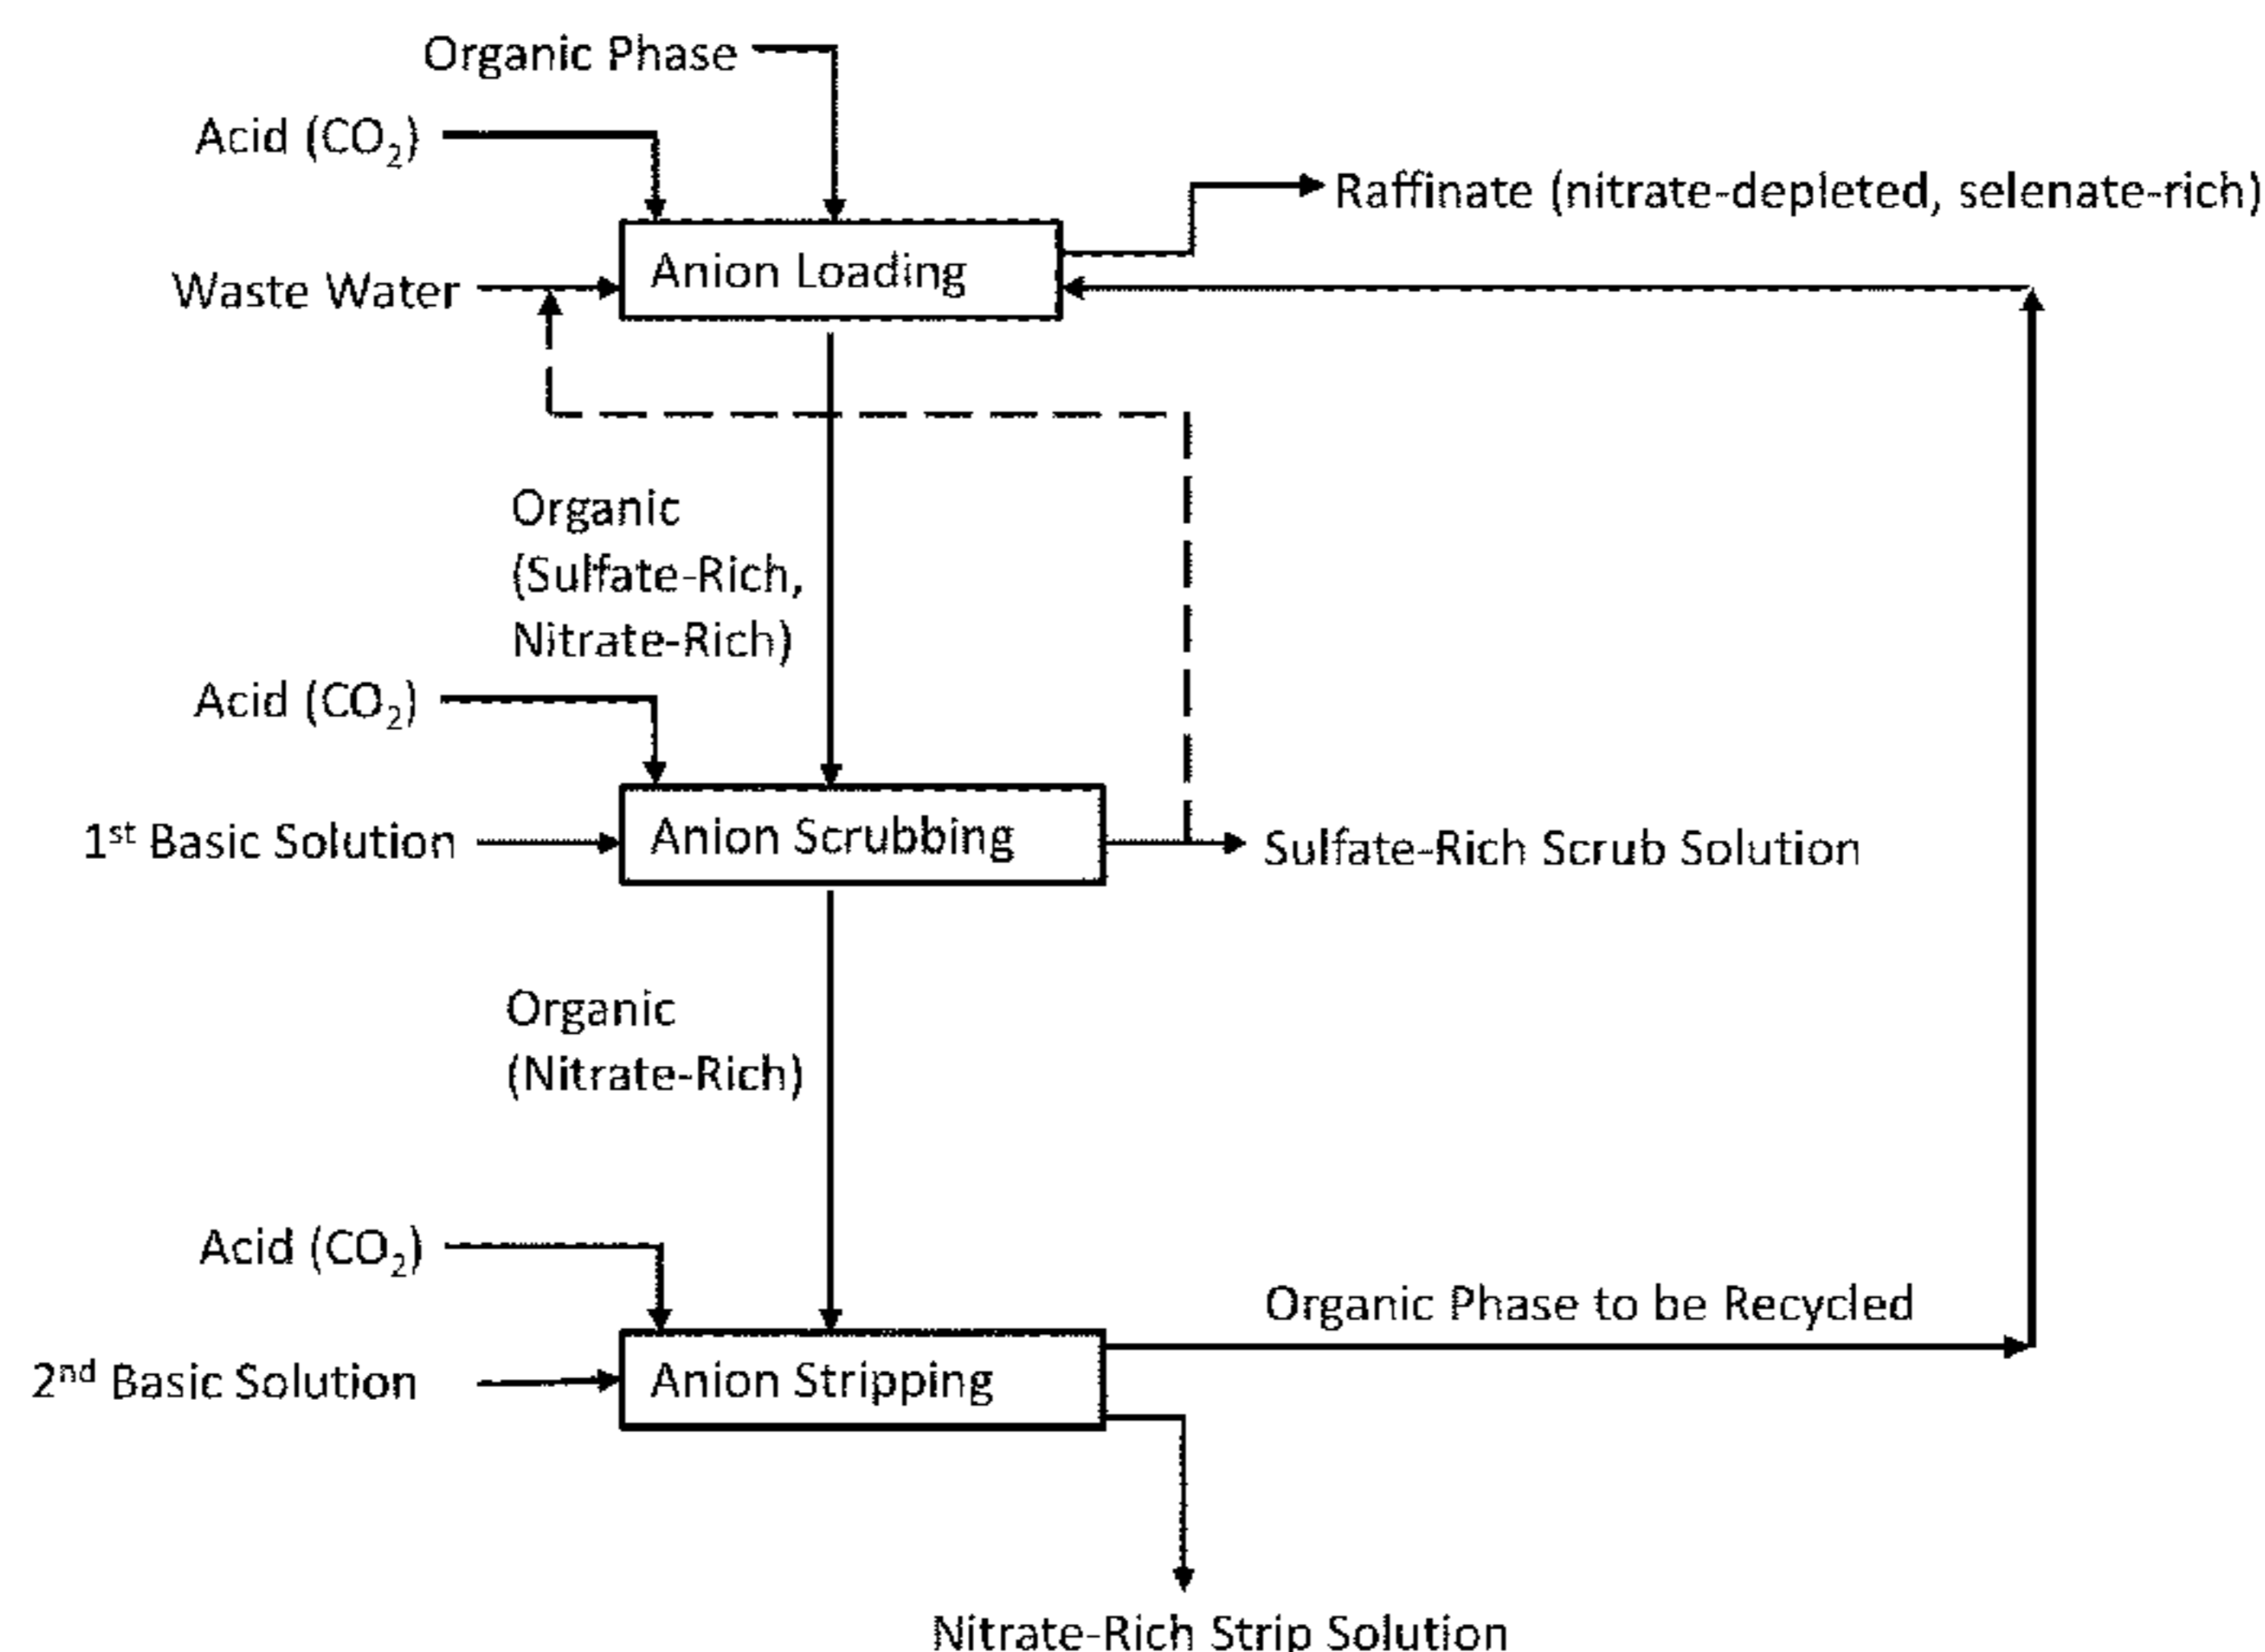 Organic Phase
Acid (CO₂)
Raffinate (nitrate-depleted, selenate-rich)
Anion Loading
Waste Water
Organic
(Sulfate-Rich,
Nitrate-Rich)
Acid (CO₂)
1st Basic Solution
Anion Scrubbing
Sulfate-Rich Scrub Solution
Organic
(Nitrate-Rich)
Acid (CO₂)
Organic Phase to be Recycled
2nd Basic Solution
Anion Stripping
Nitrate-Rich Strip Solution